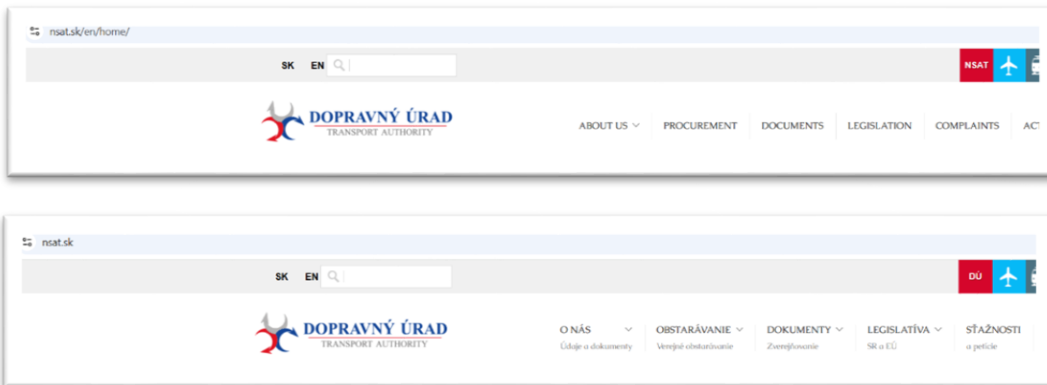 nsat.sk/en/home/
SK EN NSAT
DOPRAVNÝ ÚRAD
TRANSPORT AUTHORITY
ABOUT US PROCUREMENT DOCUMENTS LEGISLATION COMPLAINTS ACT
nsat.sk
SK EN DÚ
DOPRAVNÝ ÚRAD
TRANSPORT AUTHORITY
O NÁS OBSTARÁVANIE DOKUMENTY LEGISLATÍVA SŤAŽNOSTI
Údaje a dokumenty Verejné obstarávanie Zverejňovanie SR a EÚ a petície